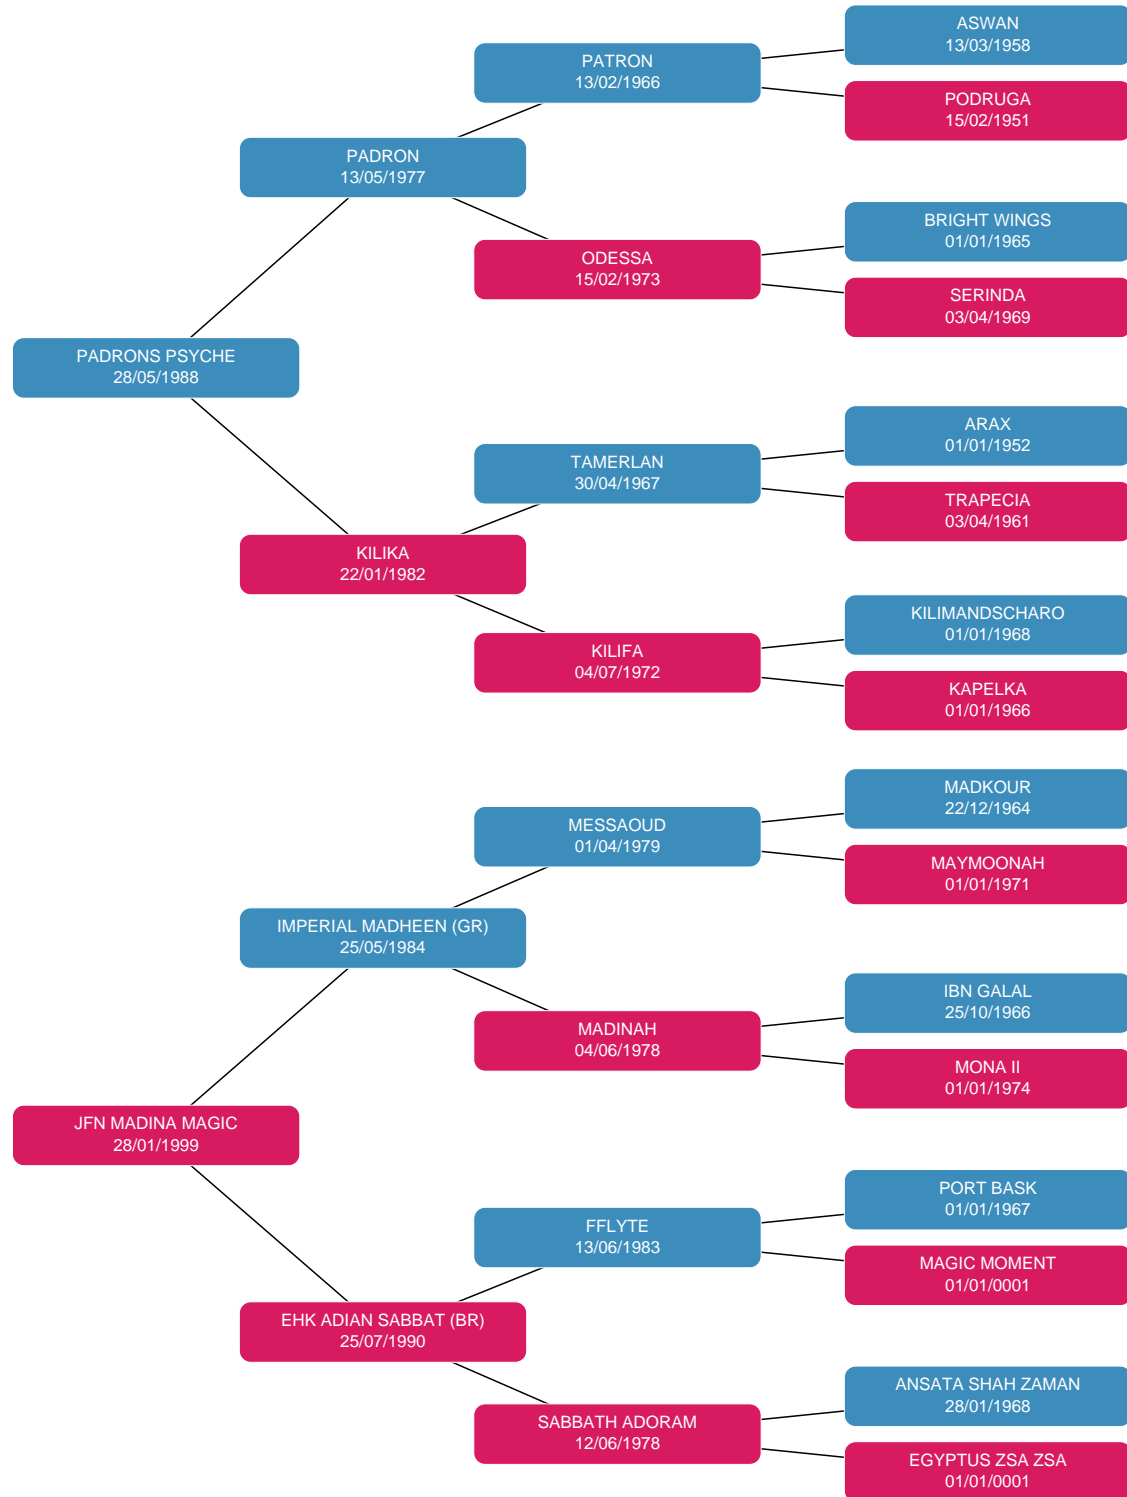 ASWAN
13/03/1958
PATRON
13/02/1966
PODRUGA
15/02/1951
PADRON
13/05/1977
BRIGHT WINGS
01/01/1965
ODESSA
15/02/1973
SERINDA
03/04/1969
PADRONS PSYCHE
28/05/1988
ARAX
01/01/1952
TAMERLAN
30/04/1967
TRAPECIA
03/04/1961
KILIKA
22/01/1982
KILIMANDSCHARO
01/01/1968
KILIFA
04/07/1972
KAPELKA
01/01/1966
MADKOUR
22/12/1964
MESSAOUD
01/04/1979
MAYMOONAH
01/01/1971
IMPERIAL MADHEEN (GR)
25/05/1984
IBN GALAL
25/10/1966
MADINAH
04/06/1978
MONA II
01/01/1974
JFN MADINA MAGIC
28/01/1999
PORT BASK
01/01/1967
FFLYTE
13/06/1983
MAGIC MOMENT
01/01/0001
EHK ADIAN SABBAT (BR)
25/07/1990
ANSATA SHAH ZAMAN
28/01/1968
SABBATH ADORAM
12/06/1978
EGYPTUS ZSA ZSA
01/01/0001